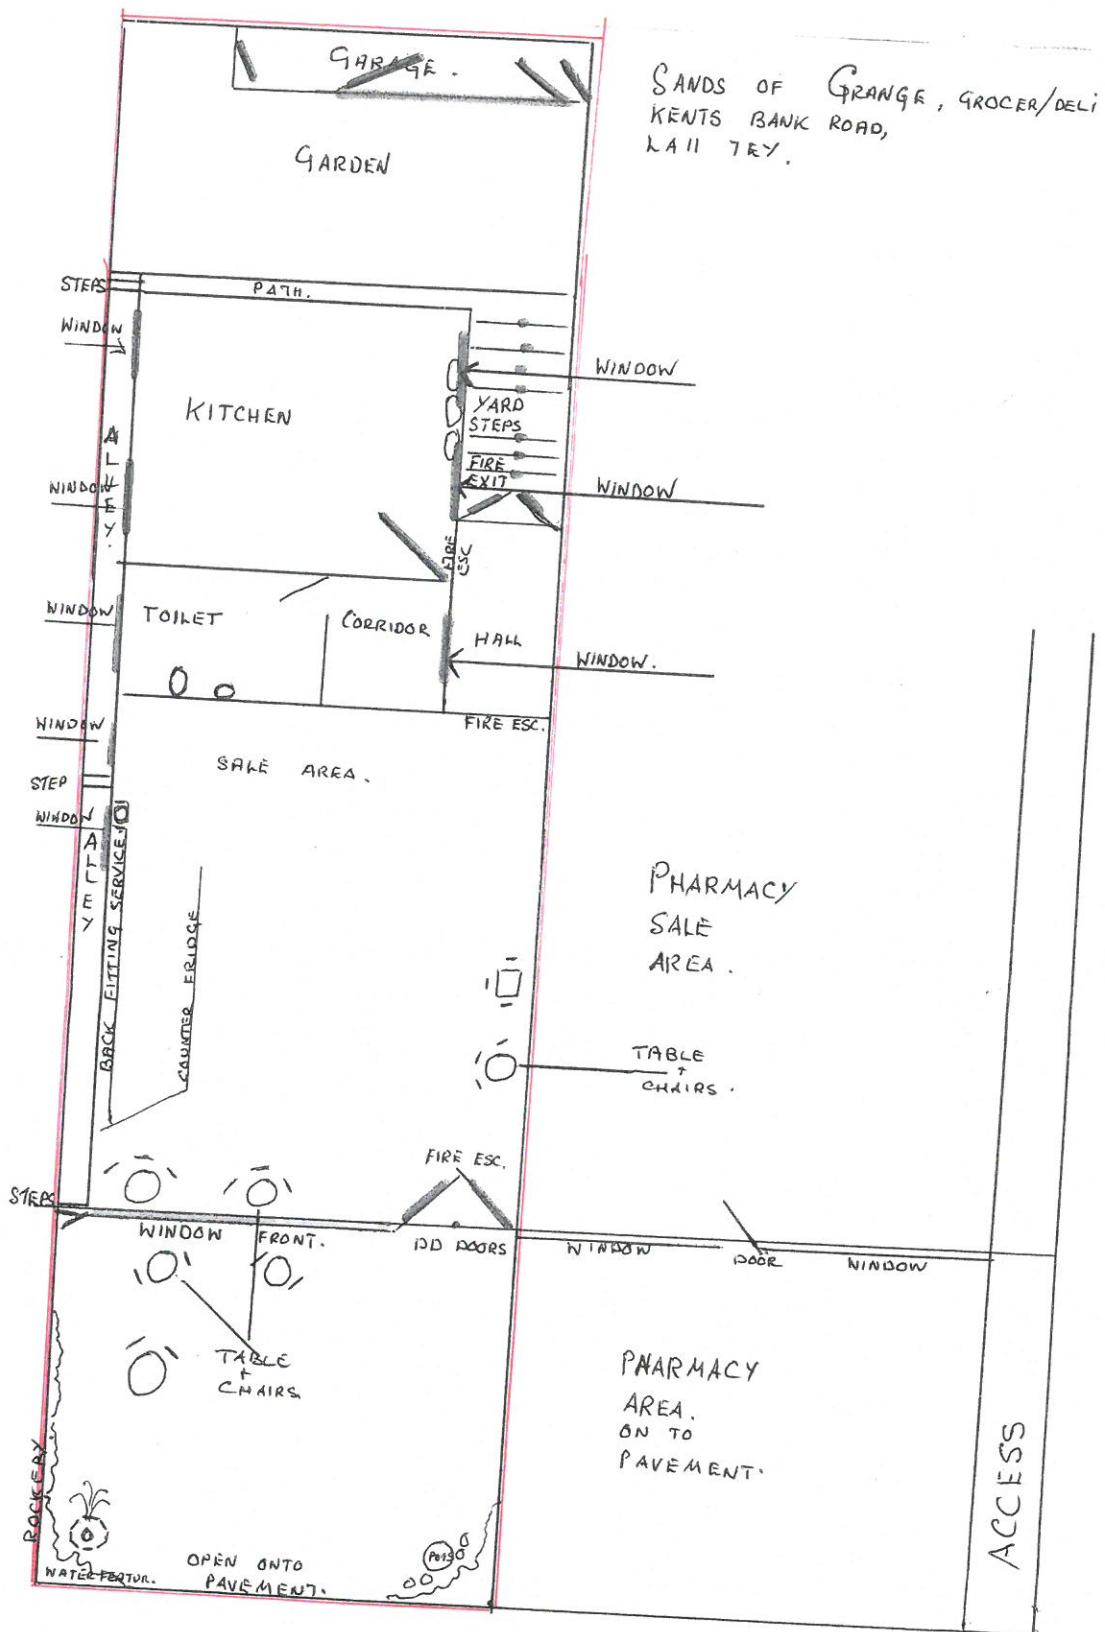 SANDS OF GRANGE, GROCER/DELI
KENTS BANK ROAD,
LA11 7EY.
GARAGE.
GARDEN
STEPS
PATH.
WINDOW
WINDOW
KITCHEN
YARD
STEPS
ALLEY.
FIRE
EXIT
WINDOW
WINDOW
FIRE
ESC
WINDOW
TOILET
CORRIDOR
HALL
WINDOW.
FIRE ESC.
WINDOW
SALE AREA.
STEP
WINDOW
ALLEY
BACK FITTING SERVICE
COUNTER FRIDGE
PHARMACY
SALE
AREA.
TABLE
+
CHAIRS.
FIRE ESC.
STEPS
WINDOW FRONT.
DD DOORS
WINDOW
DOOR
WINDOW
TABLE
+
CHAIRS
PHARMACY
AREA.
ON TO
PAVEMENT.
ACCESS
ROCKERY
WATER FEATUR.
OPEN ONTO
PAVEMENT.
POTS